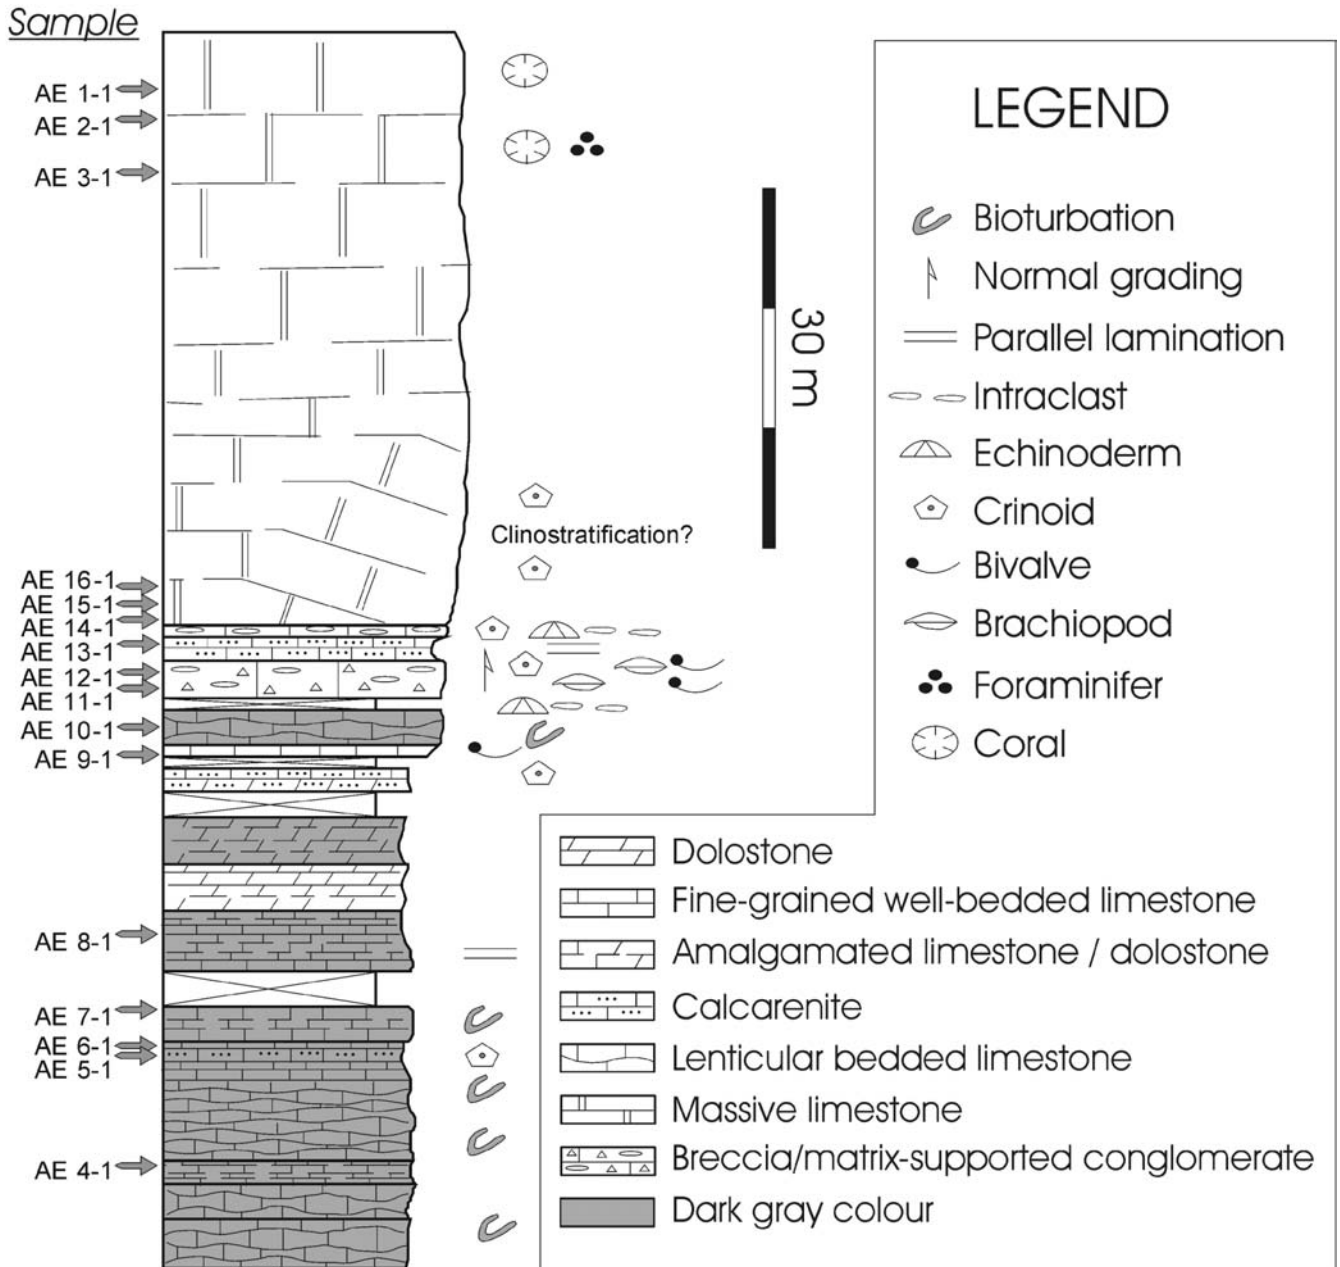 Sample
AE 1-1
AE 2-1
AE 3-1
AE 16-1
AE 15-1
AE 14-1
AE 13-1
AE 12-1
AE 11-1
AE 10-1
AE 9-1
AE 8-1
AE 7-1
AE 6-1
AE 5-1
AE 4-1
30 m
Clinostratification?
LEGEND
Bioturbation
Normal grading
Parallel lamination
Intraclast
Echinoderm
Crinoid
Bivalve
Brachiopod
Foraminifer
Coral
Dolostone
Fine-grained well-bedded limestone
Amalgamated limestone / dolostone
Calcarenite
Lenticular bedded limestone
Massive limestone
Breccia/matrix-supported conglomerate
Dark gray colour